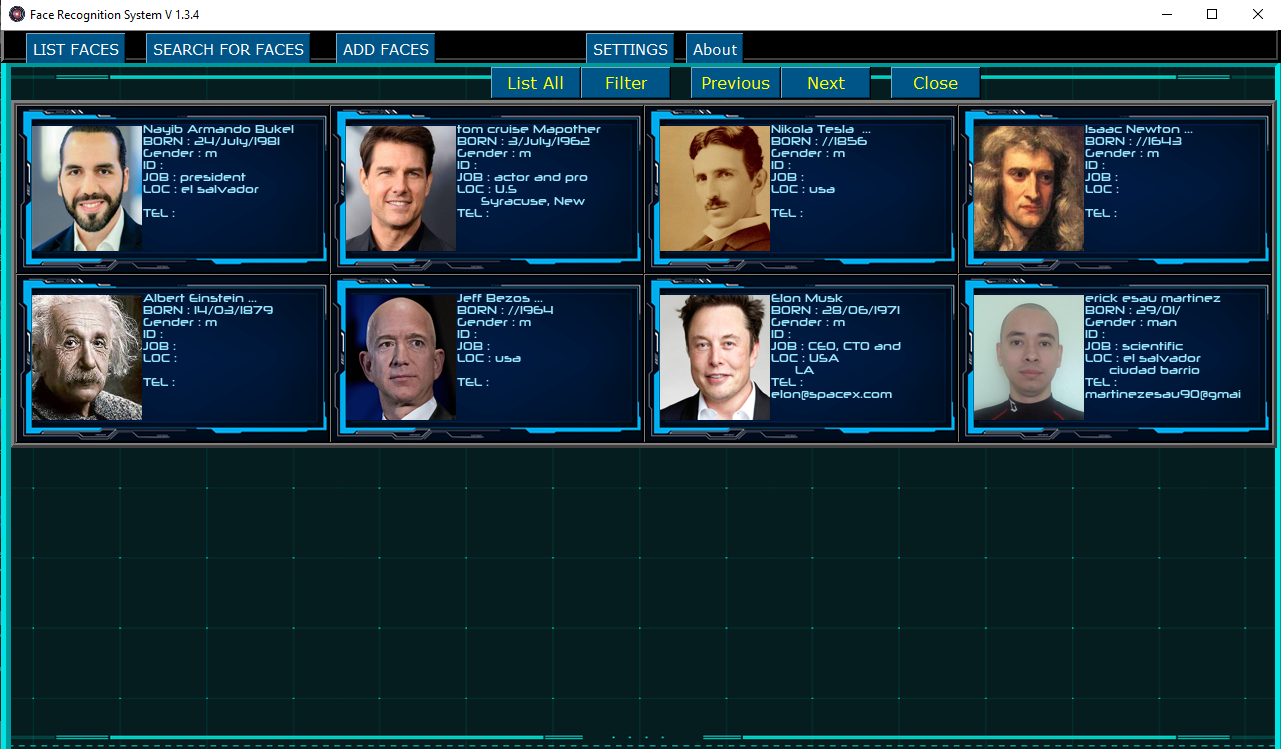 Face Recognition System V 1.3.4
LIST FACES
SEARCH FOR FACES
ADD FACES
SETTINGS
About
List All
Filter
Previous
Next
Close
Nayib Armando Bukel
BORN : 24/July/1981
Gender : m
ID :
JOB : president
LOC : el salvador
TEL :
tom cruise Mapother
BORN : 3/July/1962
Gender : m
ID :
JOB : actor and pro
LOC : U.S
Syracuse, New
TEL :
Nikola Tesla ...
BORN : //1856
Gender : m
ID :
JOB :
LOC : usa
TEL :
Isaac Newton ...
BORN : //1643
Gender : m
ID :
JOB :
LOC :
TEL :
Albert Einstein ...
BORN : 14/03/1879
Gender : m
ID :
JOB :
LOC :
TEL :
Jeff Bezos ...
BORN : //1964
Gender : m
ID :
JOB :
LOC : usa
TEL :
Elon Musk
BORN : 28/06/1971
Gender : m
ID :
JOB : CEO, CTO and
LOC : USA
LA
TEL :
elon@spacex.com
erick esau martinez
BORN : 29/01/
Gender : man
ID :
JOB : scientific
LOC : el salvador
ciudad barrio
TEL :
martinezesau90@gmai